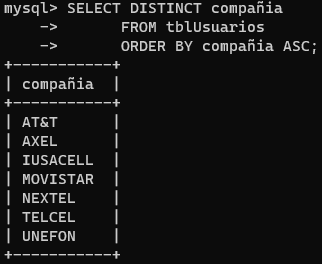 mysql> SELECT DISTINCT compañia
    ->        FROM tblUsuarios
    ->        ORDER BY compañia ASC;
+-----------+
| compañia  |
+-----------+
| AT&T      |
| AXEL      |
| IUSACELL  |
| MOVISTAR  |
| NEXTEL    |
| TELCEL    |
| UNEFON    |
+-----------+